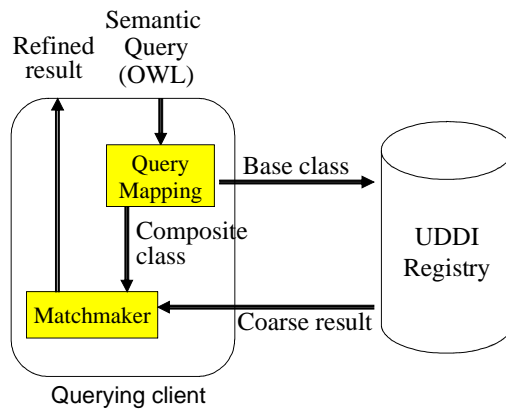 Refined
result
Semantic
Query
(OWL)
Query
Mapping
Base class
Composite
class
UDDI
Registry
Matchmaker
Coarse result
Querying client